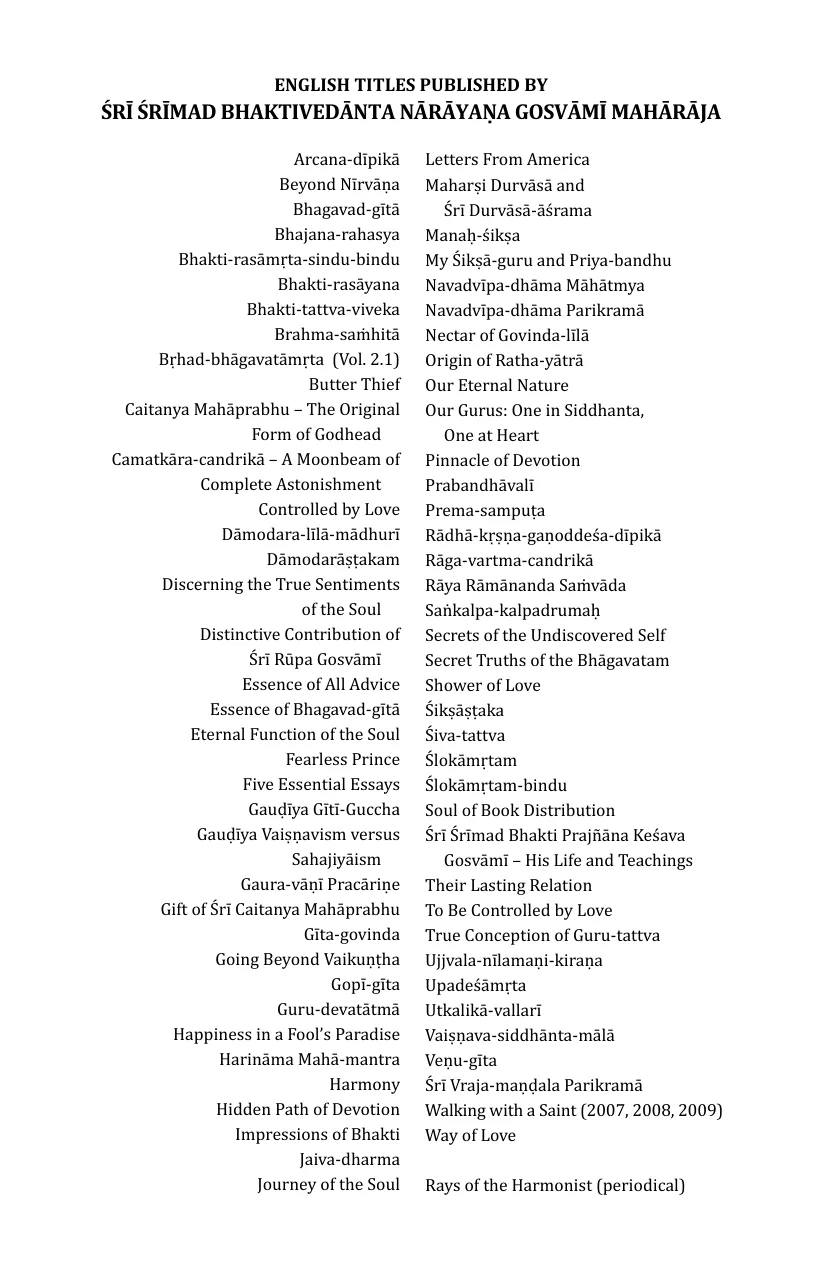 ENGLISH TITLES PUBLISHED BY
ŚRĪ ŚRĪMAD BHAKTIVEDĀNTA NĀRĀYAṆA GOSVĀMĪ MAHĀRĀJA
Arcana-dīpikā
Beyond Nīrvāṇa
Bhagavad-gītā
Bhajana-rahasya
Bhakti-rasāmṛta-sindu-bindu
Bhakti-rasāyana
Bhakti-tattva-viveka
Brahma-saṁhitā
Bṛhad-bhāgavatāmṛta (Vol. 2.1)
Butter Thief
Caitanya Mahāprabhu – The Original
Form of Godhead
Camatkāra-candrikā – A Moonbeam of
Complete Astonishment
Controlled by Love
Dāmodara-līlā-mādhurī
Dāmodarāṣṭakam
Discerning the True Sentiments
of the Soul
Distinctive Contribution of
Śrī Rūpa Gosvāmī
Essence of All Advice
Essence of Bhagavad-gītā
Eternal Function of the Soul
Fearless Prince
Five Essential Essays
Gauḍīya Gītī-Guccha
Gauḍīya Vaiṣṇavism versus
Sahajiyāism
Gaura-vāṇī Pracāriṇe
Gift of Śrī Caitanya Mahāprabhu
Gīta-govinda
Going Beyond Vaikuṇṭha
Gopī-gīta
Guru-devatātmā
Happiness in a Fool’s Paradise
Harināma Mahā-mantra
Harmony
Hidden Path of Devotion
Impressions of Bhakti
Jaiva-dharma
Journey of the Soul
Letters From America
Maharṣi Durvāsā and
Śrī Durvāsā-āśrama
Manaḥ-śikṣa
My Śikṣā-guru and Priya-bandhu
Navadvīpa-dhāma Māhātmya
Navadvīpa-dhāma Parikramā
Nectar of Govinda-līlā
Origin of Ratha-yātrā
Our Eternal Nature
Our Gurus: One in Siddhanta,
One at Heart
Pinnacle of Devotion
Prabandhāvalī
Prema-sampuṭa
Rādhā-kṛṣṇa-gaṇoddeśa-dīpikā
Rāga-vartma-candrikā
Rāya Rāmānanda Saṁvāda
Saṅkalpa-kalpadrumaḥ
Secrets of the Undiscovered Self
Secret Truths of the Bhāgavatam
Shower of Love
Śikṣāṣṭaka
Śiva-tattva
Ślokāmṛtam
Ślokāmṛtam-bindu
Soul of Book Distribution
Śrī Śrīmad Bhakti Prajñāna Keśava
Gosvāmī – His Life and Teachings
Their Lasting Relation
To Be Controlled by Love
True Conception of Guru-tattva
Ujjvala-nīlamaṇi-kiraṇa
Upadeśāmṛta
Utkalikā-vallarī
Vaiṣṇava-siddhānta-mālā
Veṇu-gīta
Śrī Vraja-maṇḍala Parikramā
Walking with a Saint (2007, 2008, 2009)
Way of Love
Rays of the Harmonist (periodical)